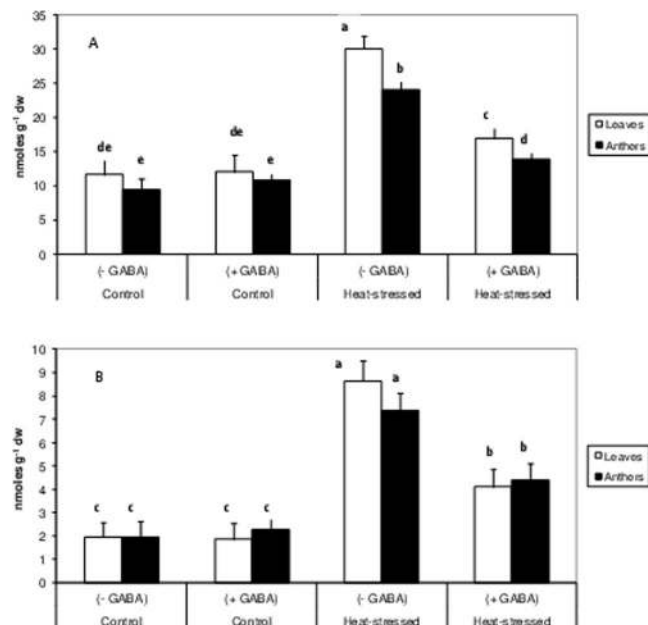 A
nmoles g⁻¹ dw
35
30
25
20
15
10
5
0
de
e
de
e
a
b
c
d
(- GABA)
(+ GABA)
(- GABA)
(+ GABA)
Control
Control
Heat-stressed
Heat-stressed
Leaves
Anthers
B
nmoles g⁻¹ dw
10
9
8
7
6
5
4
3
2
1
0
c
c
c
c
a
a
b
b
(- GABA)
(+ GABA)
(- GABA)
(+ GABA)
Control
Control
Heat-stressed
Heat-stressed
Leaves
Anthers